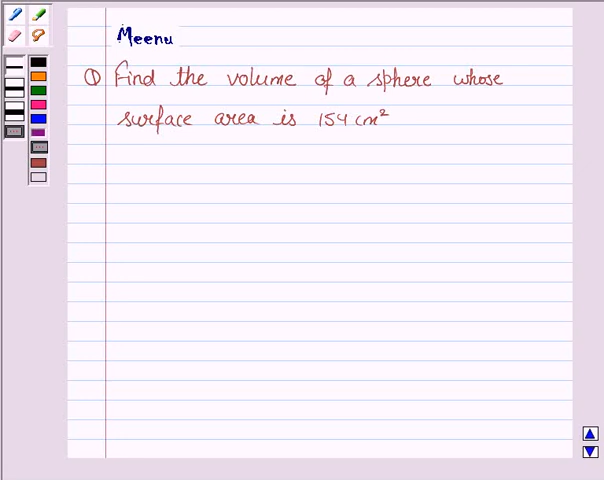 Meenu
① Find the volume of a sphere whose
surface area is 154 cm²